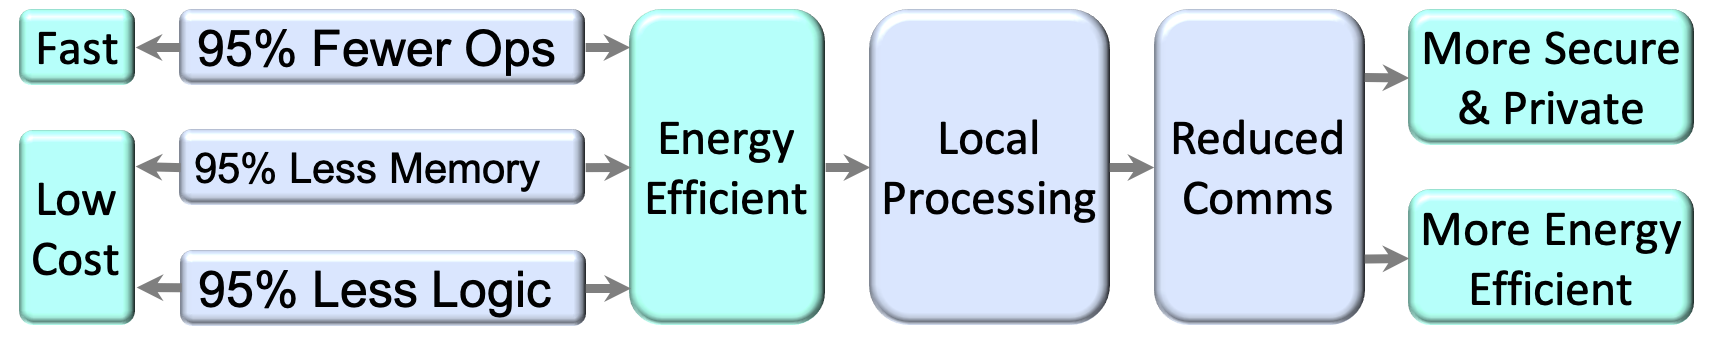 Fast
95% Fewer Ops
95% Less Memory
Low
Cost
95% Less Logic
Energy
Efficient
Local
Processing
Reduced
Comms
More Secure
& Private
More Energy
Efficient